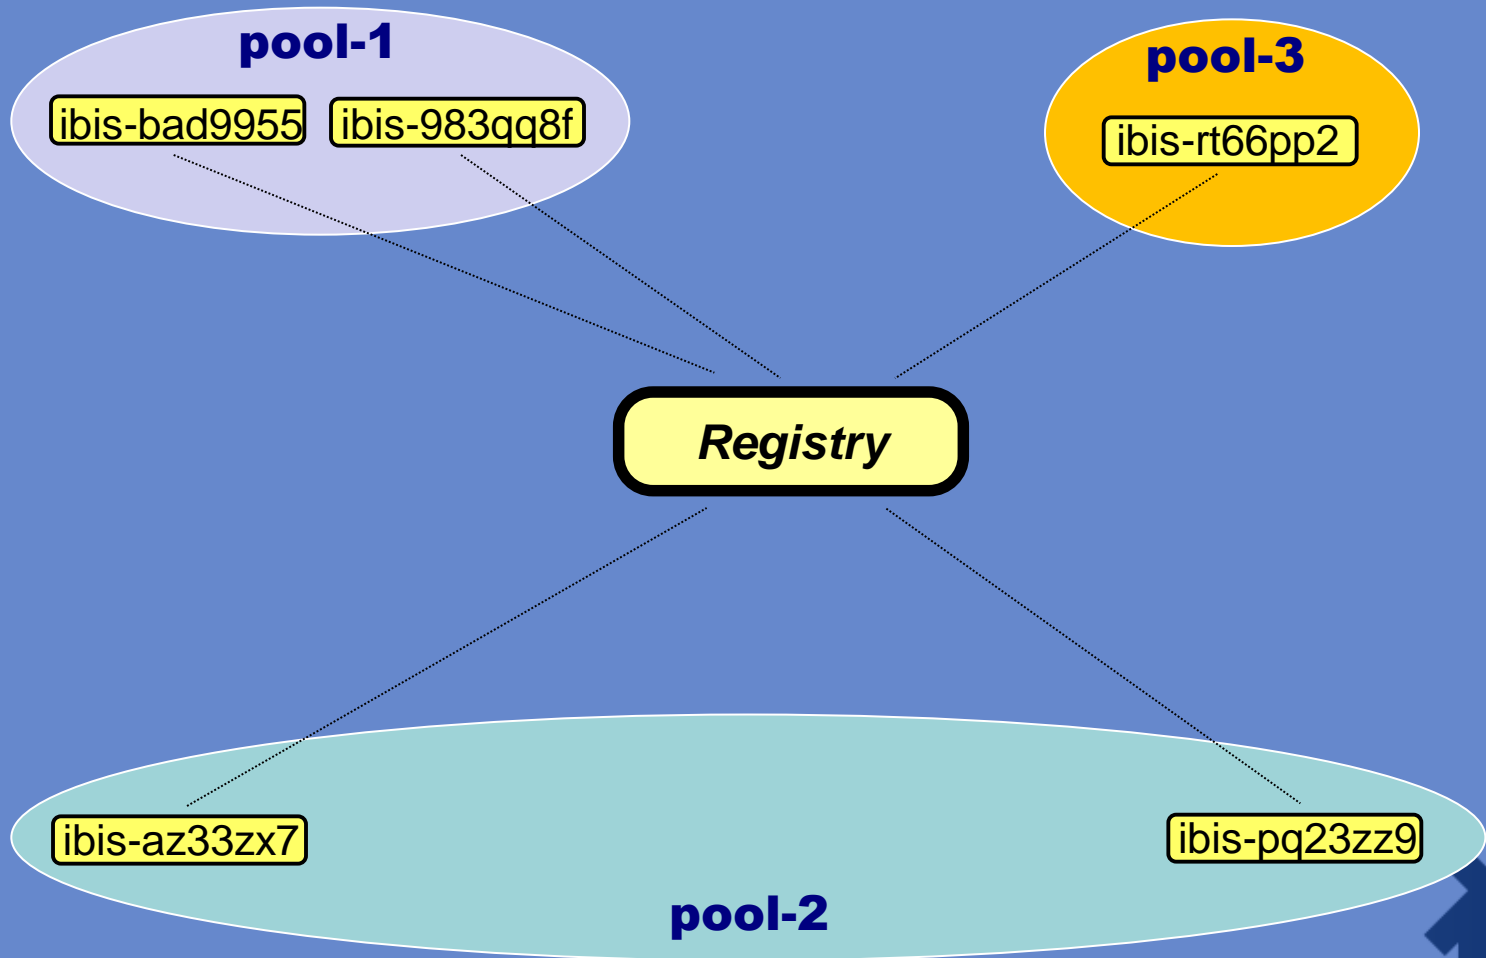 pool-1
ibis-bad9955
ibis-983qq8f
pool-3
ibis-rt66pp2
Registry
ibis-az33zx7
ibis-pq23zz9
pool-2